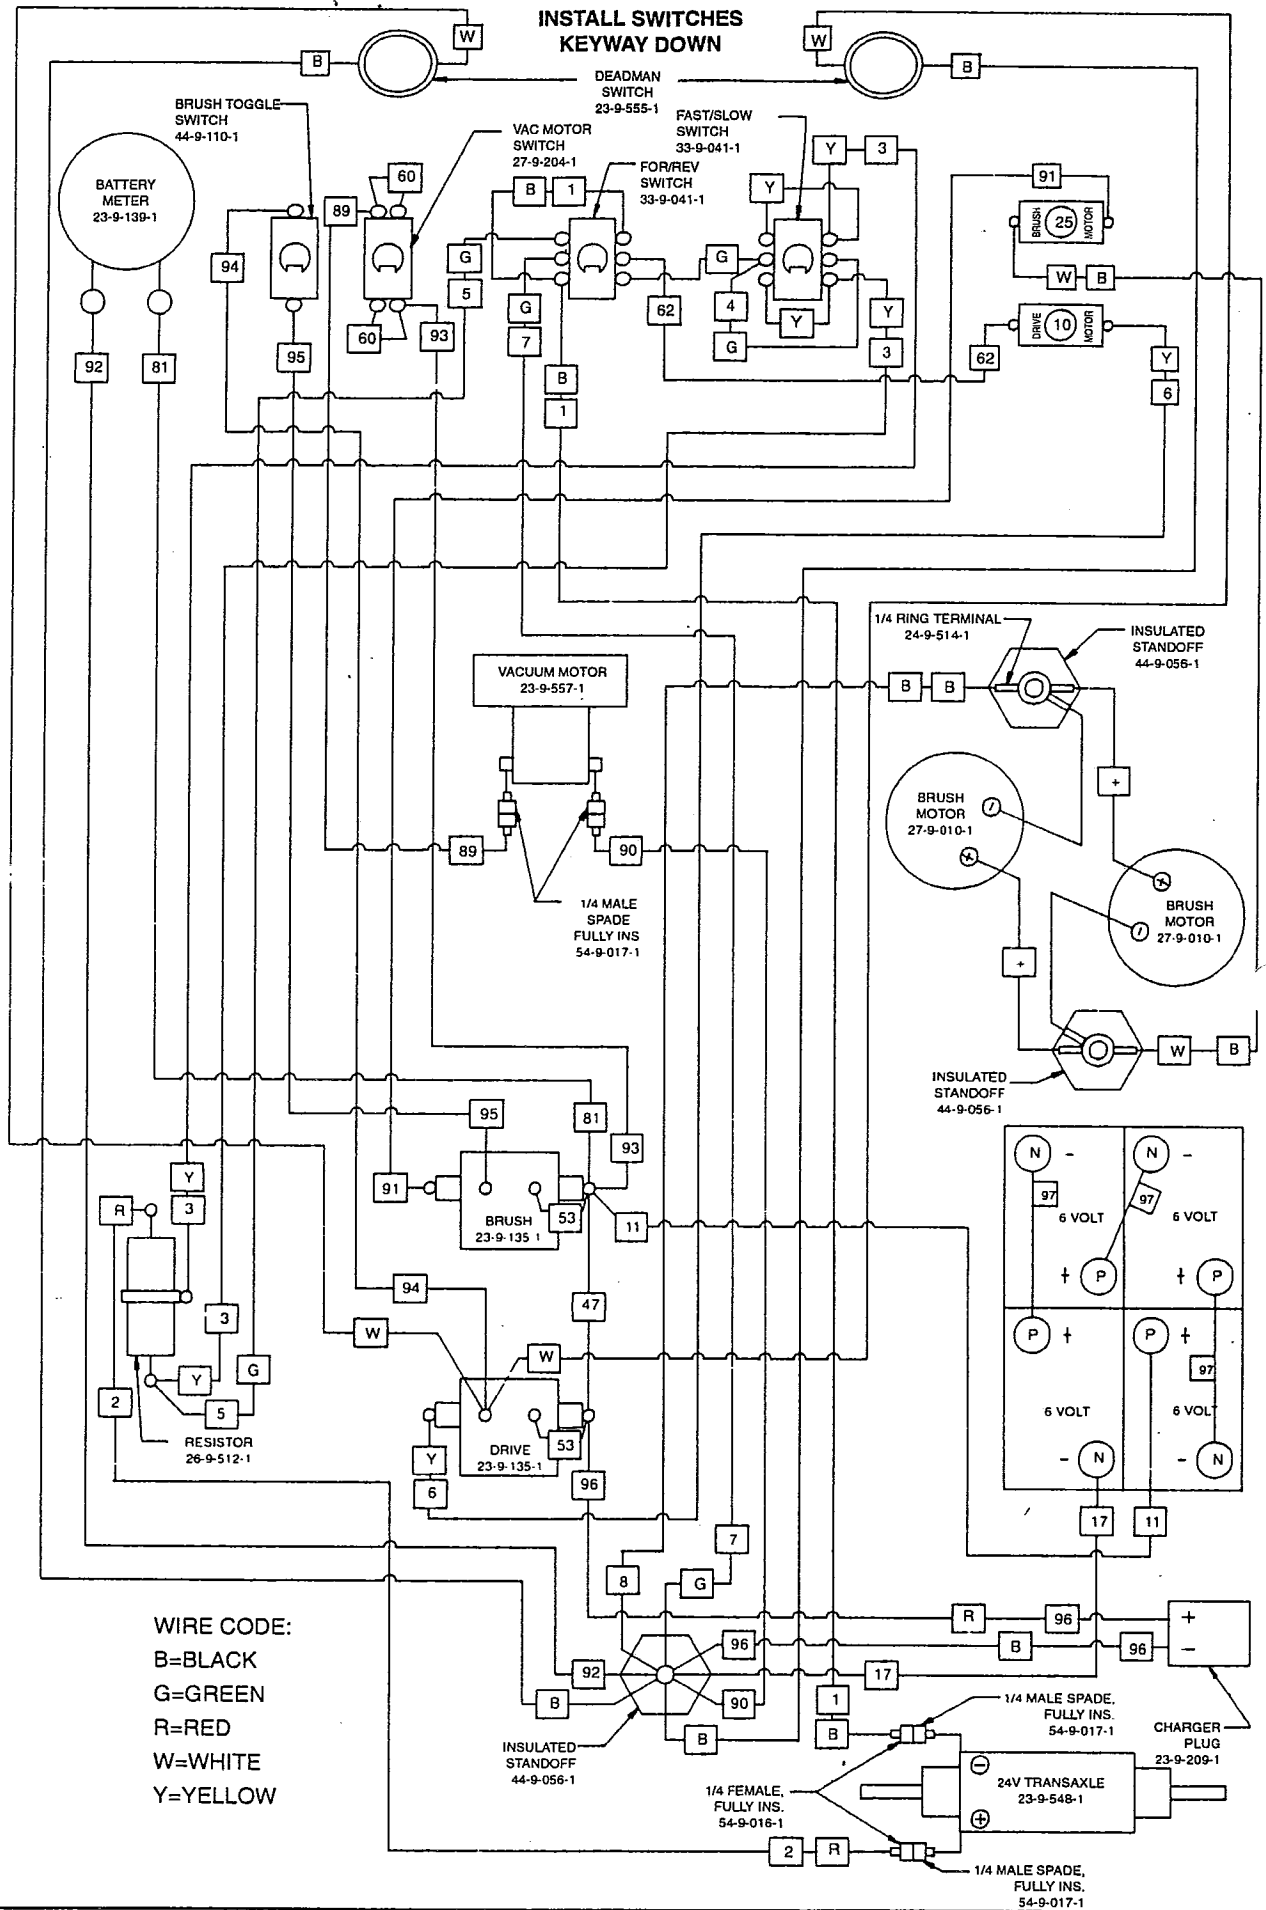 INSTALL SWITCHES
KEYWAY DOWN
W
W
B
B
DEADMAN
SWITCH
23-9-555-1
BRUSH TOGGLE
SWITCH
44-9-110-1
VAC MOTOR
SWITCH
27-9-204-1
FAST/SLOW
SWITCH
33-9-041-1
FOR/REV
SWITCH
33-9-041-1
BATTERY
METER
23-9-139-1
60
89
B
1
Y
3
Y
91
BRUSH
25
MOTOR
94
G
5
G
W
B
G
7
4
G
62
Y
Y
3
DRIVE
10
MOTOR
60
93
95
92
81
62
Y
6
B
1
1/4 RING TERMINAL
24-9-514-1
INSULATED
STANDOFF
44-9-056-1
VACUUM MOTOR
23-9-557-1
B
B
+
BRUSH
MOTOR
27-9-010-1
89
90
1/4 MALE
SPADE
FULLY INS
54-9-017-1
BRUSH
MOTOR
27-9-010-1
+
W
B
INSULATED
STANDOFF
44-9-056-1
95
81
93
91
BRUSH
23-9-135 1
53
11
Y
3
R
N
-
N
-
97
97
6 VOLT
6 VOLT
+
P
+
P
94
47
3
W
W
P
+
P
+
97
Y
G
5
2
6 VOLT
6 VOLT
RESISTOR
26-9-512-1
DRIVE
23-9-135-1
53
Y
6
96
-
N
-
N
17
11
7
8
G
WIRE CODE:
B=BLACK
G=GREEN
R=RED
W=WHITE
Y=YELLOW
R
96
+
96
B
96
-
92
17
B
90
B
1
B
INSULATED
STANDOFF
44-9-056-1
1/4 MALE SPADE,
FULLY INS.
54-9-017-1
CHARGER
PLUG
23-9-209-1
1/4 FEMALE,
FULLY INS.
54-9-016-1
-
24V TRANSAXLE
23-9-548-1
+
2
R
1/4 MALE SPADE,
FULLY INS.
54-9-017-1